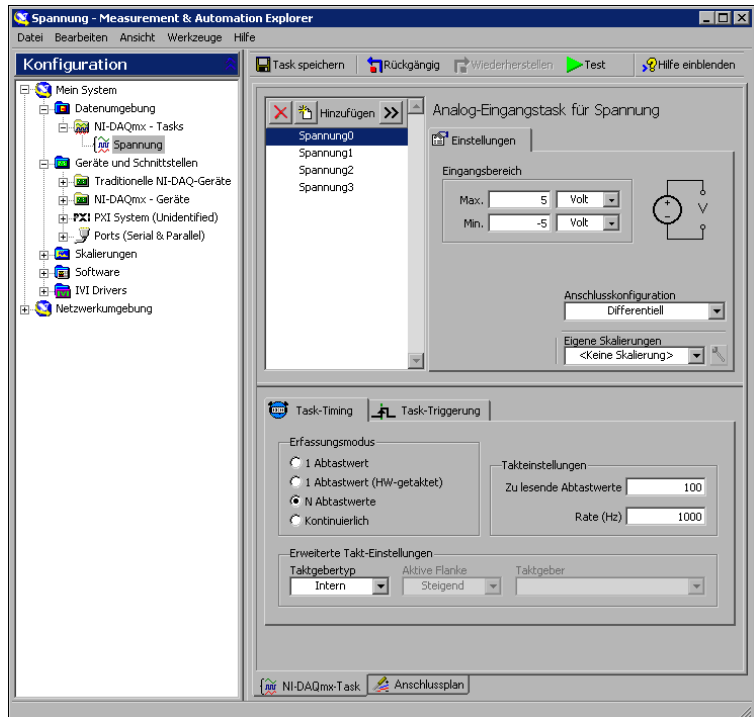 Spannung - Measurement & Automation Explorer
Datei Bearbeiten Ansicht Werkzeuge Hilfe
Konfiguration
Mein System
Datenumgebung
NI-DAQmx - Tasks
Spannung
Geräte und Schnittstellen
Traditionelle NI-DAQ-Geräte
NI-DAQmx - Geräte
PXI PXI System (Unidentified)
Ports (Serial & Parallel)
Skalierungen
Software
IVI Drivers
Netzwerkumgebung
Task speichern Rückgängig Wiederherstellen Test Hilfe einblenden
Hinzufügen
Spannung0
Spannung1
Spannung2
Spannung3
Analog-Eingangstask für Spannung
Einstellungen
Eingangsbereich
Max. 5 Volt
Min. -5 Volt
V
Anschlusskonfiguration
Differentiell
Eigene Skalierungen
<Keine Skalierung>
Task-Timing Task-Triggerung
Erfassungsmodus
1 Abtastwert
1 Abtastwert (HW-getaktet)
N Abtastwerte
Kontinuierlich
Takteinstellungen
Zu lesende Abtastwerte 100
Rate (Hz) 1000
Erweiterte Takt-Einstellungen
Taktgebertyp Aktive Flanke Taktgeber
Intern Steigend
NI-DAQmx-Task Anschlussplan